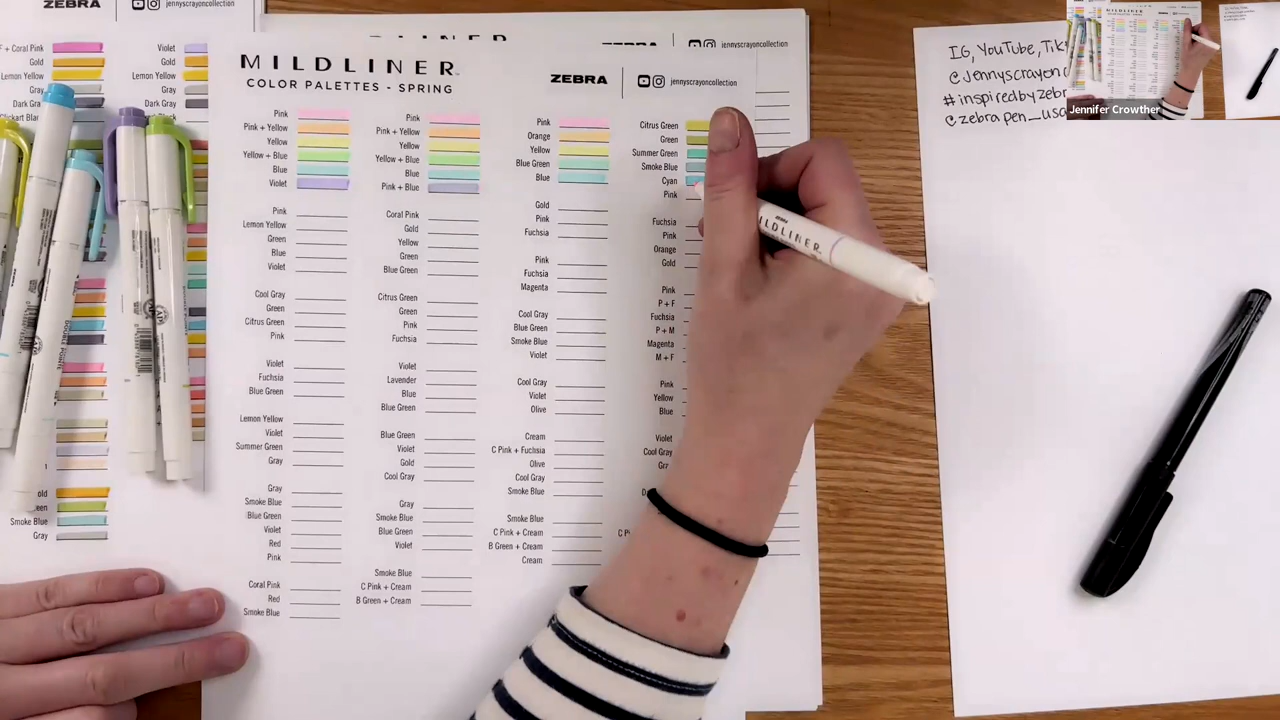 ZEBRA
jennyscrayoncollection
+ Coral Pink
Gold
Lemon Yellow
Gray
Violet
Gold
Lemon Yellow
Gray
Dark Gray
old
Smoke Blue
Gray
ZEBRA
jennyscrayoncollection
MILDLINER
COLOR PALETTES - SPRING
ZEBRA
jennyscrayoncollection
Pink
Pink + Yellow
Yellow
Yellow + Blue
Blue
Violet
Pink
Lemon Yellow
Green
Blue
Violet
Cool Gray
Green
Citrus Green
Pink
Violet
Fuchsia
Blue Green
Lemon Yellow
Violet
Summer Green
Gray
Gray
Smoke Blue
Blue Green
Violet
Red
Pink
Coral Pink
Red
Smoke Blue
Pink
Pink + Yellow
Yellow
Yellow + Blue
Blue
Pink + Blue
Coral Pink
Gold
Yellow
Green
Blue Green
Citrus Green
Green
Pink
Fuchsia
Violet
Lavender
Blue
Blue Green
Blue Green
Violet
Gold
Cool Gray
Gray
Smoke Blue
Blue Green
Violet
Smoke Blue
C Pink + Cream
B Green + Cream
Pink
Orange
Yellow
Blue Green
Blue
Gold
Pink
Fuchsia
Pink
Fuchsia
Magenta
Cool Gray
Blue Green
Smoke Blue
Violet
Cool Gray
Violet
Olive
Cream
C Pink + Fuchsia
Olive
Cool Gray
Smoke Blue
Smoke Blue
C Pink + Cream
B Green + Cream
Cream
Citrus Green
Green
Summer Green
Smoke Blue
Cyan
Pink
Fuchsia
Pink
Orange
Gold
Pink
P + F
Fuchsia
P + M
Magenta
M + F
Pink
Yellow
Blue
Violet
Cool Gray
MILDLINER
IG, YouTube, Tik
@jennyscrayon
#inspiredbyzeb
@zebrapen_usa
Jennifer Crowther